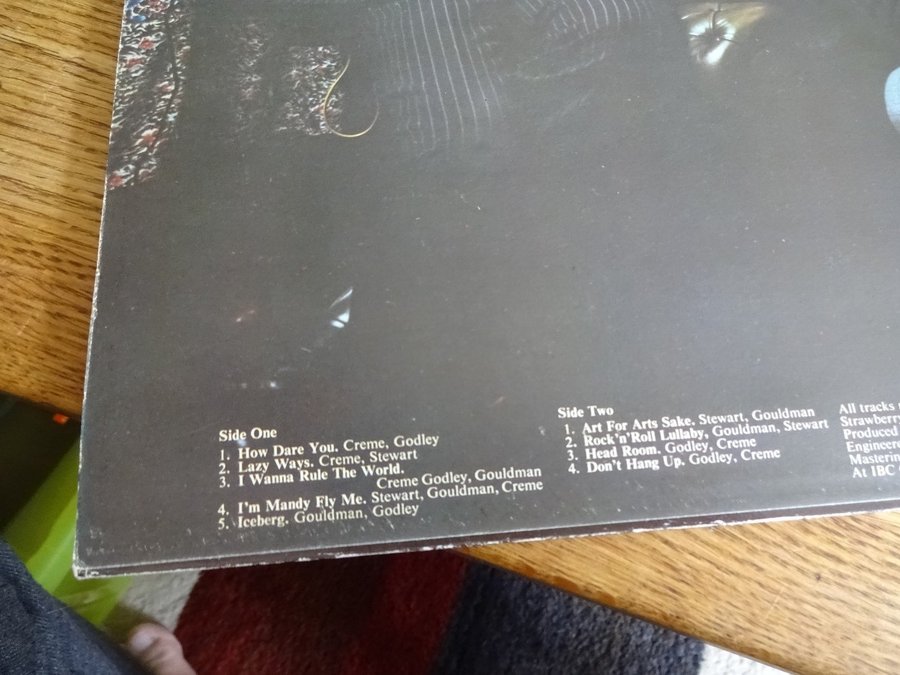 Side One
1. How Dare You. Creme, Godley
2. Lazy Ways. Creme, Stewart
3. I Wanna Rule The World.
Creme Godley, Gouldman
4. I'm Mandy Fly Me. Stewart, Gouldman, Creme
5. Iceberg. Gouldman, Godley
Side Two
1. Art For Arts Sake. Stewart, Gouldman
2. Rock'n'Roll Lullaby, Gouldman, Stewart
3. Head Room. Godley, Creme
4. Don't Hang Up. Godley, Creme
All tracks
Strawberry
Produced
Engineere
Masterin
At IBC